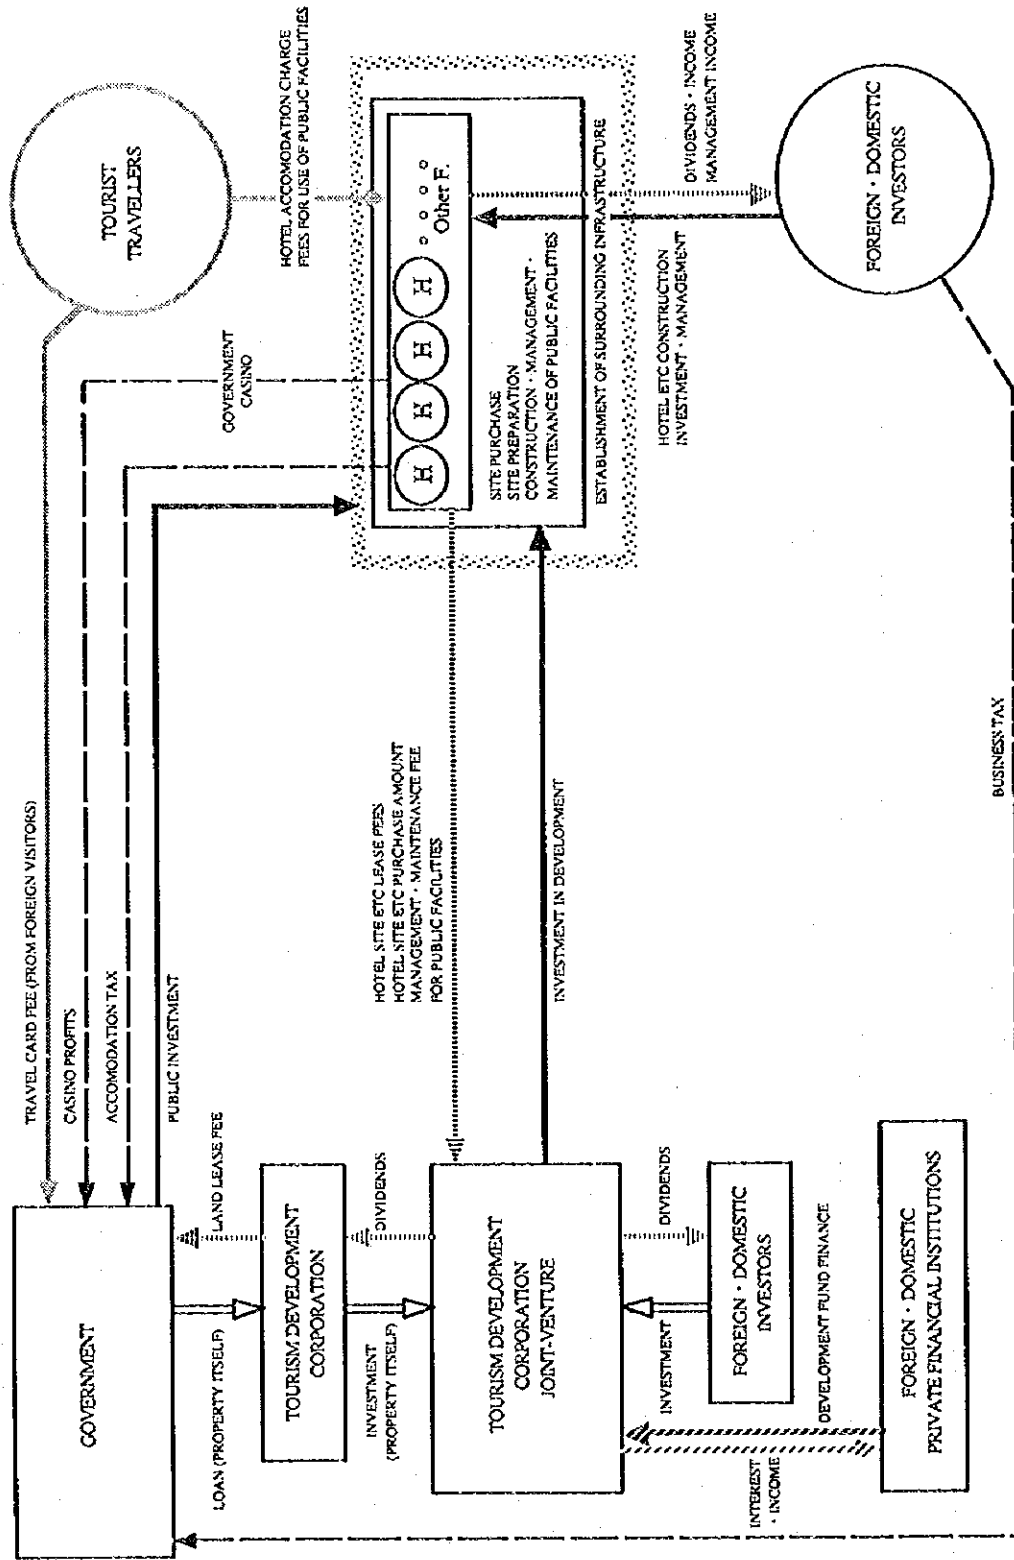 GOVERNMENT
TRAVEL CARD FEE (FROM FOREIGN VISITORS)
CASINO PROFITS
ACCOMODATION TAX
PUBLIC INVESTMENT
GOVERNMENT
CASINO
TOURIST
TRAVELLERS
HOTEL ACCOMODATION CHARGE
FEES FOR USE OF PUBLIC FACILITIES
LOAN (PROPERTY ITSELF)
LAND LEASE FEE
TOURISM DEVELOPMENT
CORPORATION
INVESTMENT
(PROPERTY ITSELF)
DIVIDENDS
HOTEL SITE ETC LEASE FEES
HOTEL SITE ETC PURCHASE AMOUNT
MANAGEMENT · MAINTENANCE FEE
FOR PUBLIC FACILITIES
H H H H
Other F.
SITE PURCHASE
SITE PREPARATION
CONSTRUCTION · MANAGEMENT ·
MAINTENANCE OF PUBLIC FACILITIES
ESTABLISHMENT OF SURROUNDING INFRASTRUCTURE
TOURISM DEVELOPMENT
CORPORATION
JOINT-VENTURE
INVESTMENT IN DEVELOPMENT
HOTEL ETC CONSTRUCTION
INVESTMENT · MANAGEMENT
DIVIDENDS · INCOME
MANAGEMENT INCOME
INVESTMENT
DIVIDENDS
FOREIGN · DOMESTIC
INVESTORS
INTEREST
· INCOME
DEVELOPMENT FUND FINANCE
FOREIGN · DOMESTIC
PRIVATE FINANCIAL INSTITUTIONS
FOREIGN · DOMESTIC
INVESTORS
BUSINESS TAX